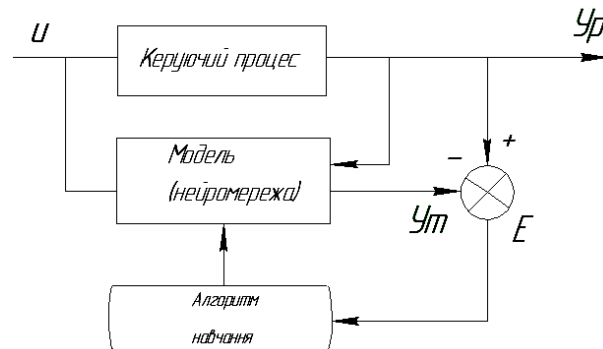 u
Yp
Керуючий процес
Модель
(нейромережа)
- +
Ym
E
Алгоритм
навчання